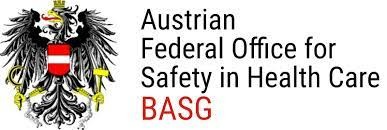 Austrian
Federal Office for
Safety in Health Care
BASG